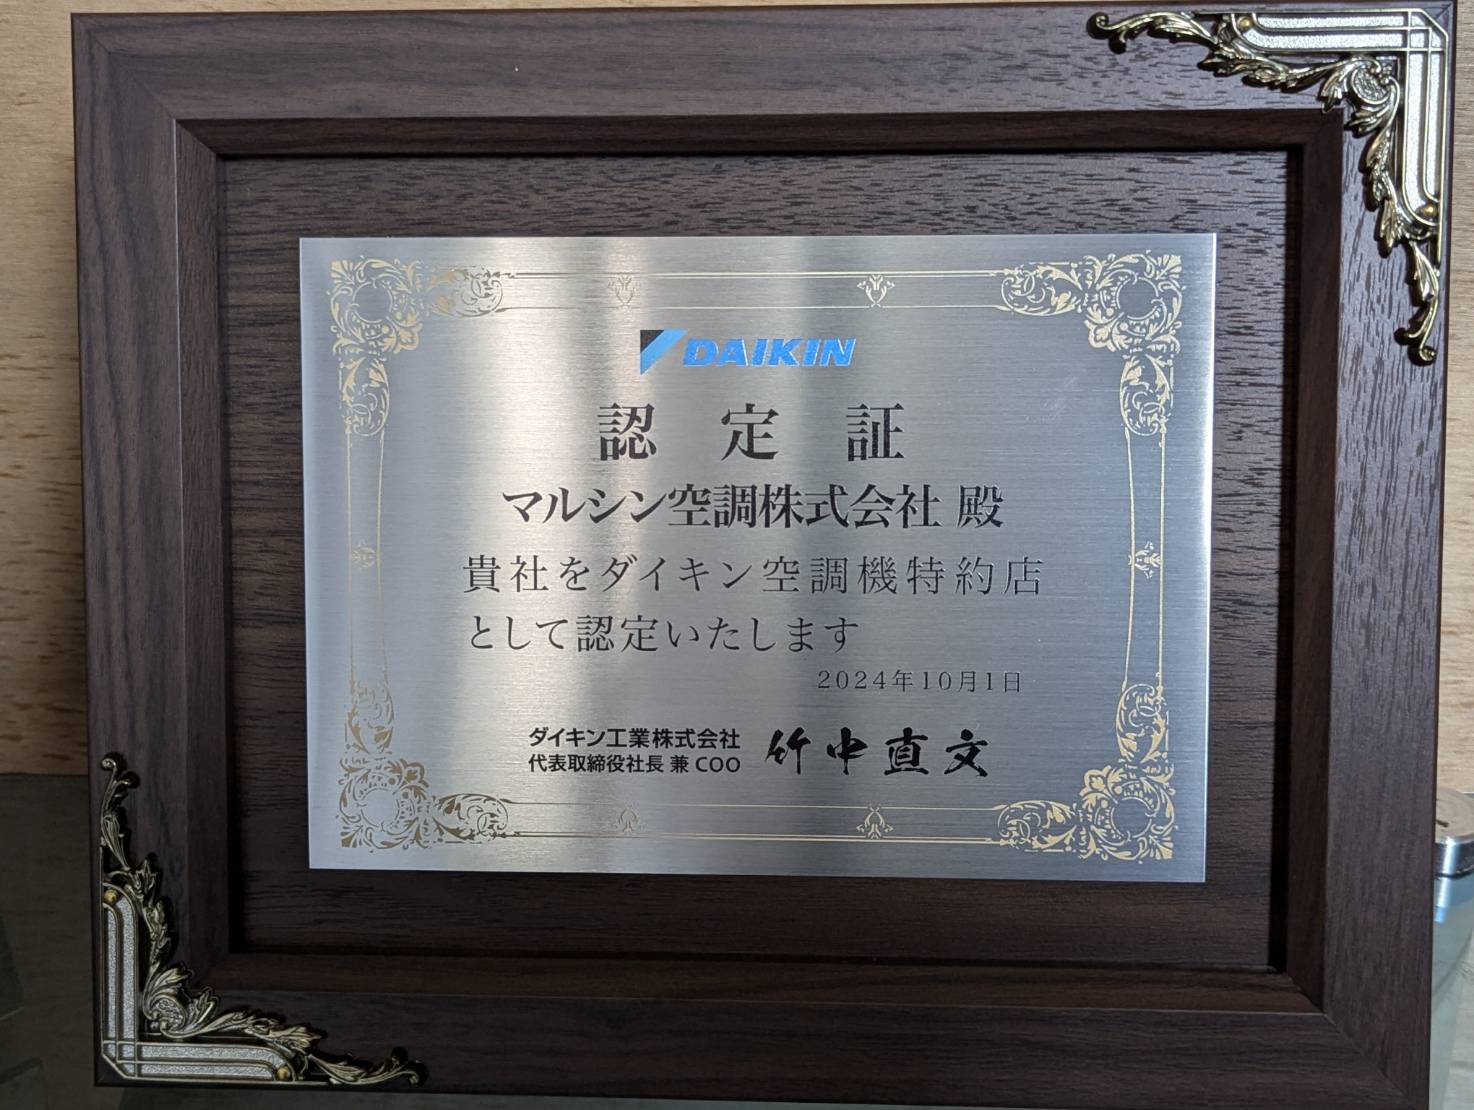 DAIKIN
認定証
マルシン空調株式会社 殿
貴社をダイキン空調機特約店
として認定いたします
2024年10月1日
ダイキン工業株式会社
代表取締役社長 兼 COO 竹中直文